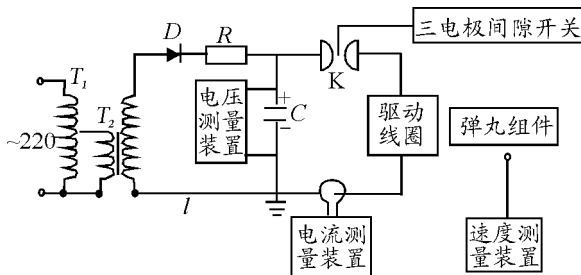 三电极间隙开关
D
R
K
T1
T2
~220
电压
测量
装置
+
C
−
驱动
线圈
弹丸组件
l
电流测
量装置
速度测
量装置